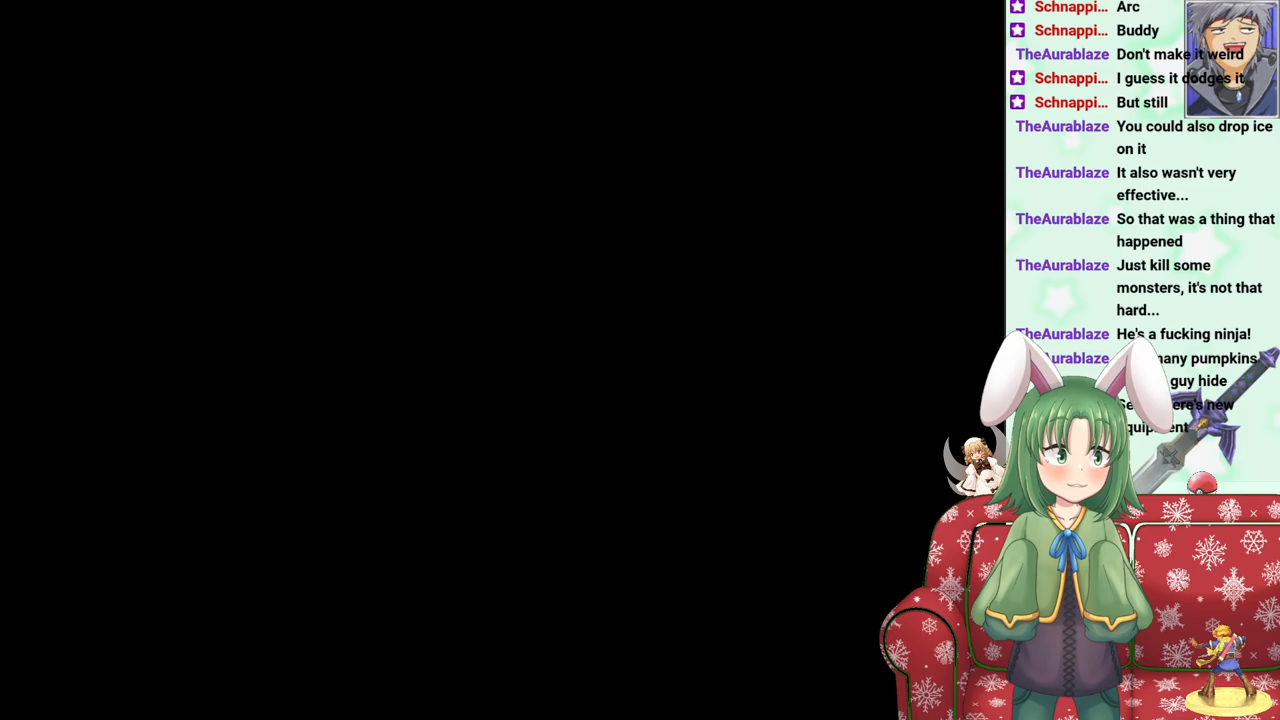 Schnappi... Arc
Schnappi... Buddy
TheAurablaze Don't make it weird
Schnappi... I guess it dodges it
Schnappi... But still
TheAurablaze You could also drop ice
on it
TheAurablaze It also wasn't very
effective...
TheAurablaze So that was a thing that
happened
TheAurablaze Just kill some
monsters, it's not that
hard...
TheAurablaze He's a fucking ninja!
pumpkins
guy hide
new